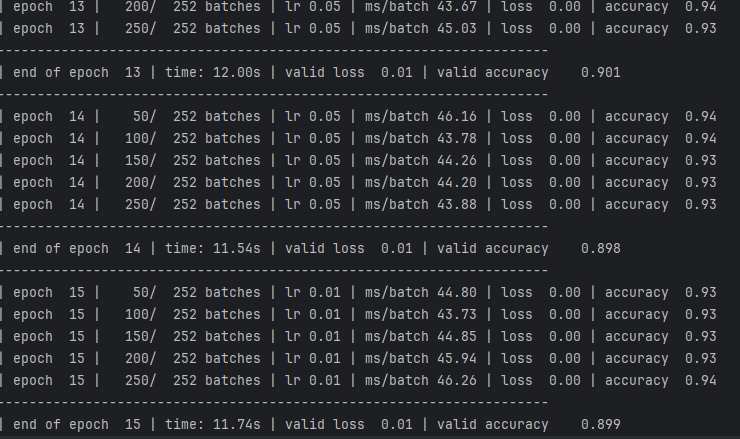 | epoch  13 |   200/  252 batches | lr 0.05 | ms/batch 43.67 | loss  0.00 | accuracy  0.94
| epoch  13 |   250/  252 batches | lr 0.05 | ms/batch 45.03 | loss  0.00 | accuracy  0.93
---------------------------------------------------------------------
| end of epoch  13 | time: 12.00s | valid loss  0.01 | valid accuracy    0.901
---------------------------------------------------------------------
| epoch  14 |    50/  252 batches | lr 0.05 | ms/batch 46.16 | loss  0.00 | accuracy  0.94
| epoch  14 |   100/  252 batches | lr 0.05 | ms/batch 43.78 | loss  0.00 | accuracy  0.94
| epoch  14 |   150/  252 batches | lr 0.05 | ms/batch 44.26 | loss  0.00 | accuracy  0.93
| epoch  14 |   200/  252 batches | lr 0.05 | ms/batch 44.20 | loss  0.00 | accuracy  0.93
| epoch  14 |   250/  252 batches | lr 0.05 | ms/batch 43.88 | loss  0.00 | accuracy  0.93
---------------------------------------------------------------------
| end of epoch  14 | time: 11.54s | valid loss  0.01 | valid accuracy    0.898
---------------------------------------------------------------------
| epoch  15 |    50/  252 batches | lr 0.01 | ms/batch 44.80 | loss  0.00 | accuracy  0.93
| epoch  15 |   100/  252 batches | lr 0.01 | ms/batch 43.73 | loss  0.00 | accuracy  0.93
| epoch  15 |   150/  252 batches | lr 0.01 | ms/batch 44.85 | loss  0.00 | accuracy  0.93
| epoch  15 |   200/  252 batches | lr 0.01 | ms/batch 45.94 | loss  0.00 | accuracy  0.93
| epoch  15 |   250/  252 batches | lr 0.01 | ms/batch 46.26 | loss  0.00 | accuracy  0.94
---------------------------------------------------------------------
| end of epoch  15 | time: 11.74s | valid loss  0.01 | valid accuracy    0.899